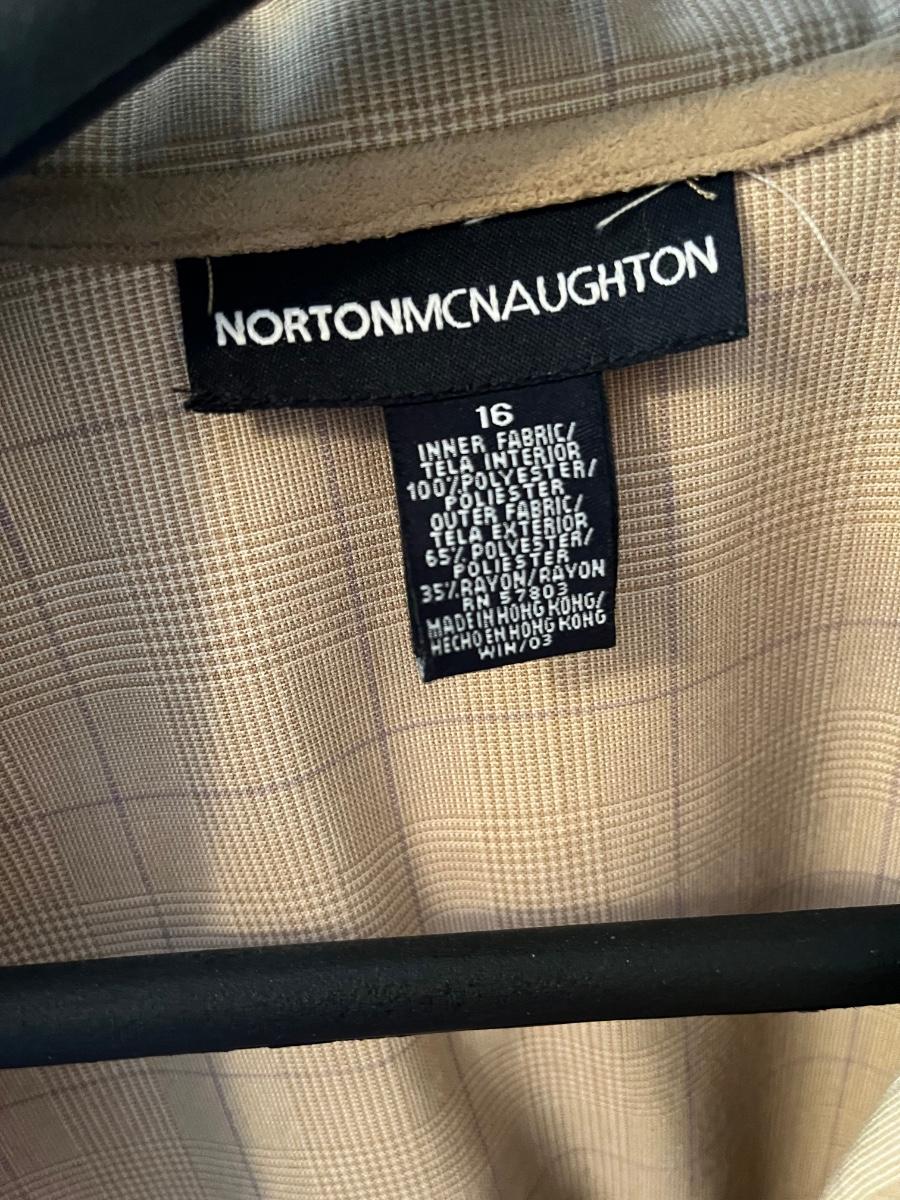 NORTONMCNAUGHTON
16
INNER FABRIC/
TELA INTERIOR
100%POLYESTER/
POLIESTER
OUTER FABRIC/
TELA EXTERIOR
65% POLYESTER/
POLIESTER
35%RAYON/RAYON
RN 57803
MADE IN HONG KONG/
HECHO EN HONG KONG
WIH/03